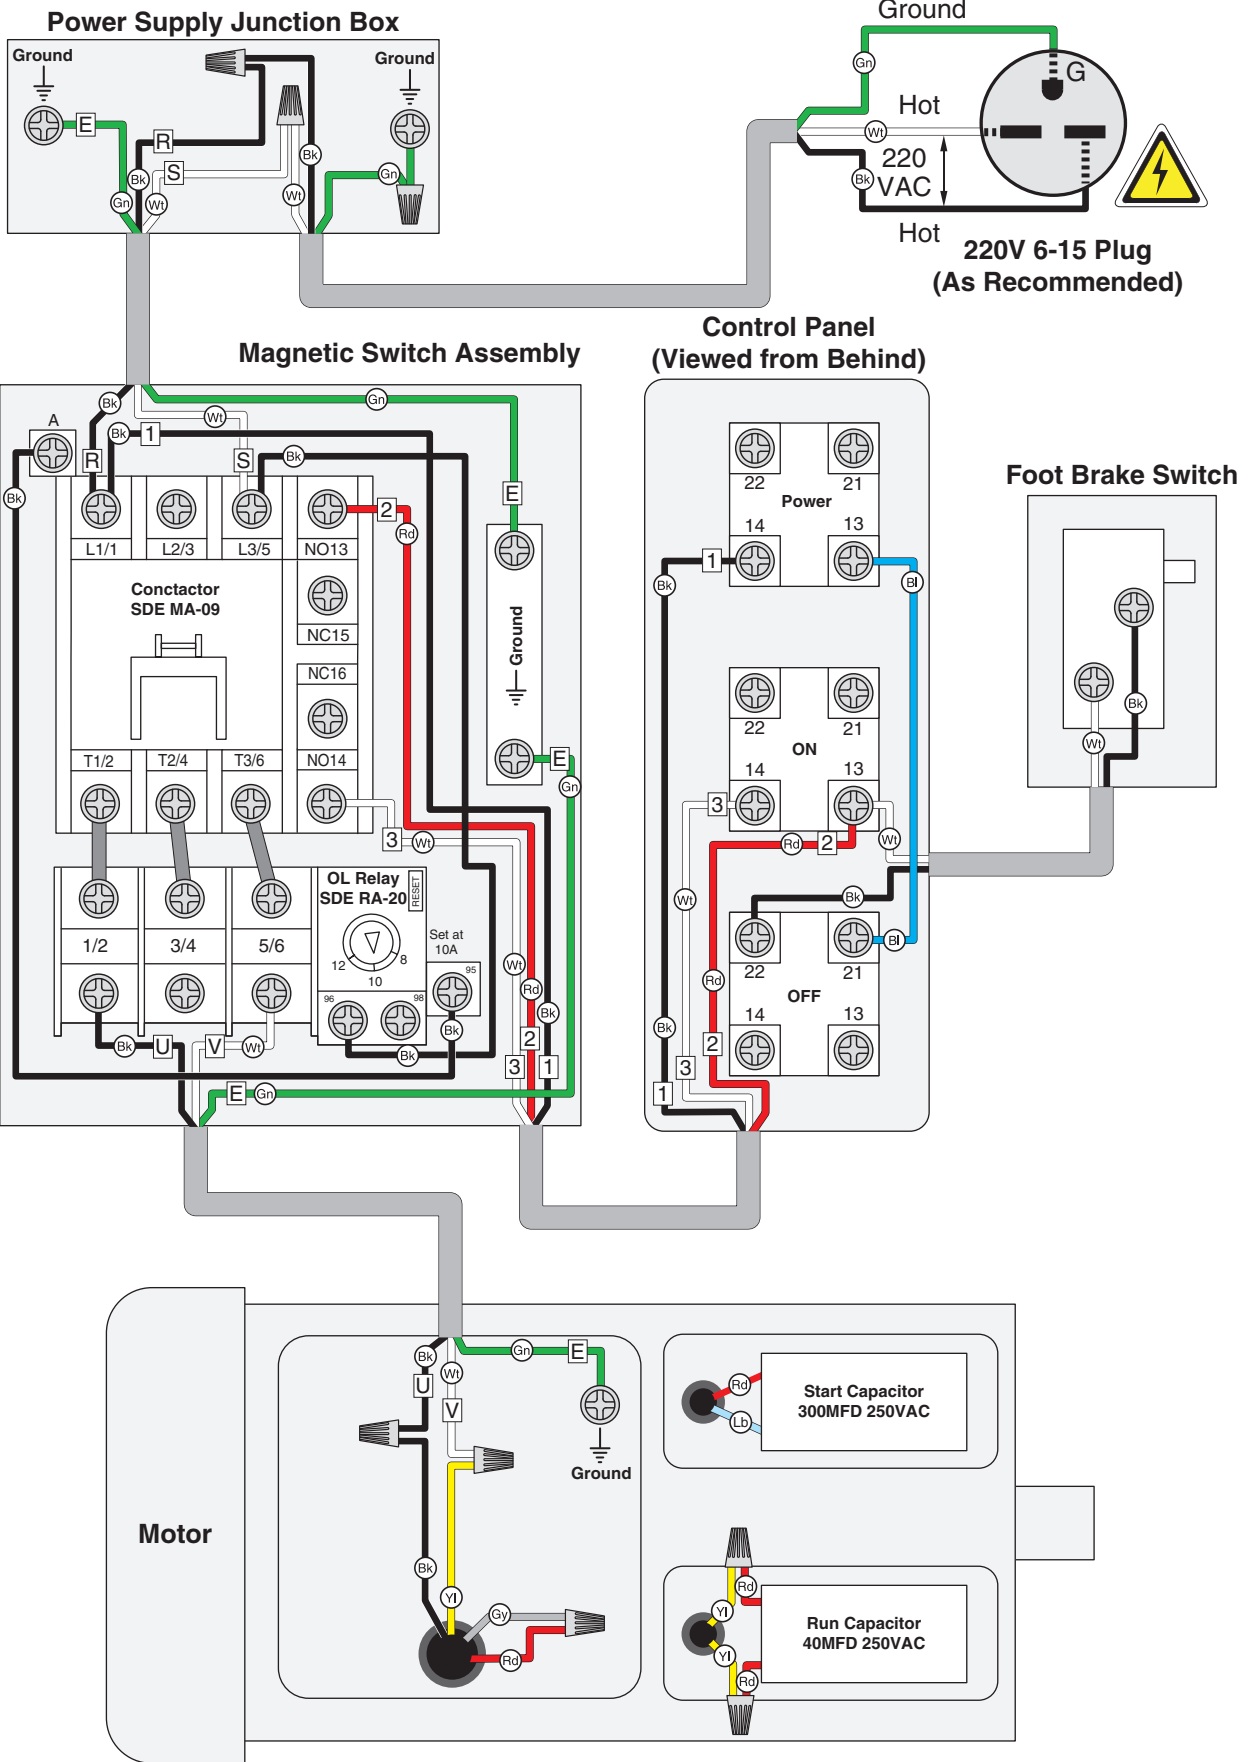 Power Supply Junction Box
Ground
Ground
E
R
S
Bk
Bk
Gn
Gn
Wt
Wt
Ground
Gn
G
Hot
Wt
220
VAC
Bk
Hot
220V 6-15 Plug
(As Recommended)
Magnetic Switch Assembly
A
Bk
Gn
Wt
Bk
1
R
S
Bk
Bk
E
2
Rd
L1/1
L2/3
L3/5
NO13
Conctactor
SDE MA-09
NC15
NC16
Ground
T1/2
T2/4
T3/6
NO14
E
Gn
3
Wt
OL Relay
SDE RA-20
RESET
Set at
10A
12
8
10
1/2
3/4
5/6
96
98
95
Wt
Rd
Bk
Bk
Bk
U
V
Wt
Bk
2
3
1
E
Gn
Control Panel
(Viewed from Behind)
22
21
Power
14
13
1
Bk
Bl
22
21
ON
14
13
3
Rd
2
Wt
Wt
Bk
Bl
22
21
OFF
Rd
14
13
Bk
2
3
1
Foot Brake Switch
Bk
Wt
Motor
Bk
Wt
Gn
E
U
V
Ground
Bk
Yl
Gy
Rd
Rd
Lb
Start Capacitor
300MFD 250VAC
Rd
Yl
Yl
Rd
Run Capacitor
40MFD 250VAC